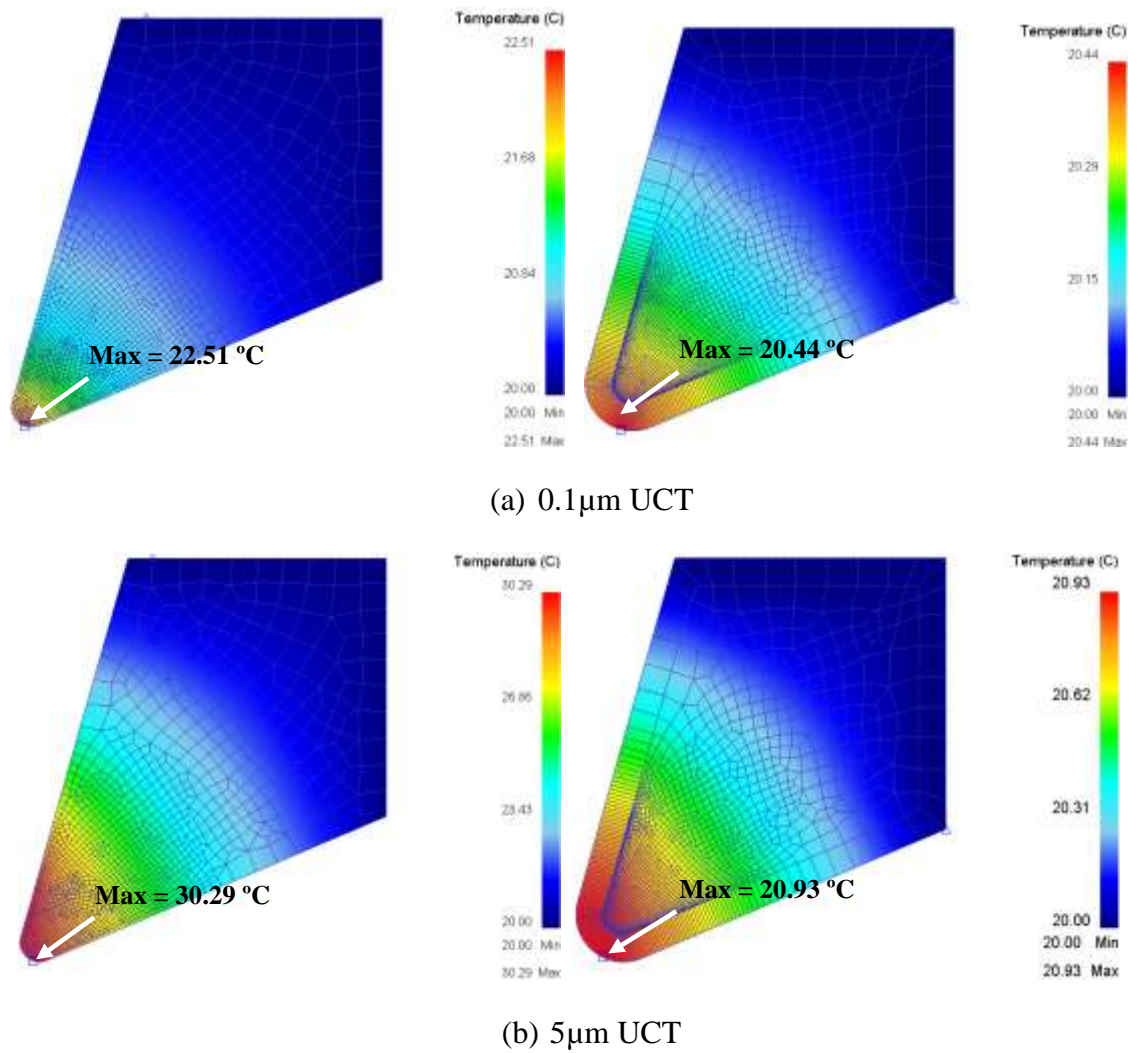 Temperature (C)
22.51
21.68
20.84
20.00
20.00 Min
22.51 Max
Max = 22.51 ºC
Temperature (C)
20.44
20.29
20.15
20.00
20.00 Min
20.44 Max
Max = 20.44 ºC
(a) 0.1µm UCT
Temperature (C)
30.29
26.86
23.43
20.00
20.00 Min
30.29 Max
Max = 30.29 ºC
Temperature (C)
20.93
20.62
20.31
20.00
20.00 Min
20.93 Max
Max = 20.93 ºC
(b) 5µm UCT